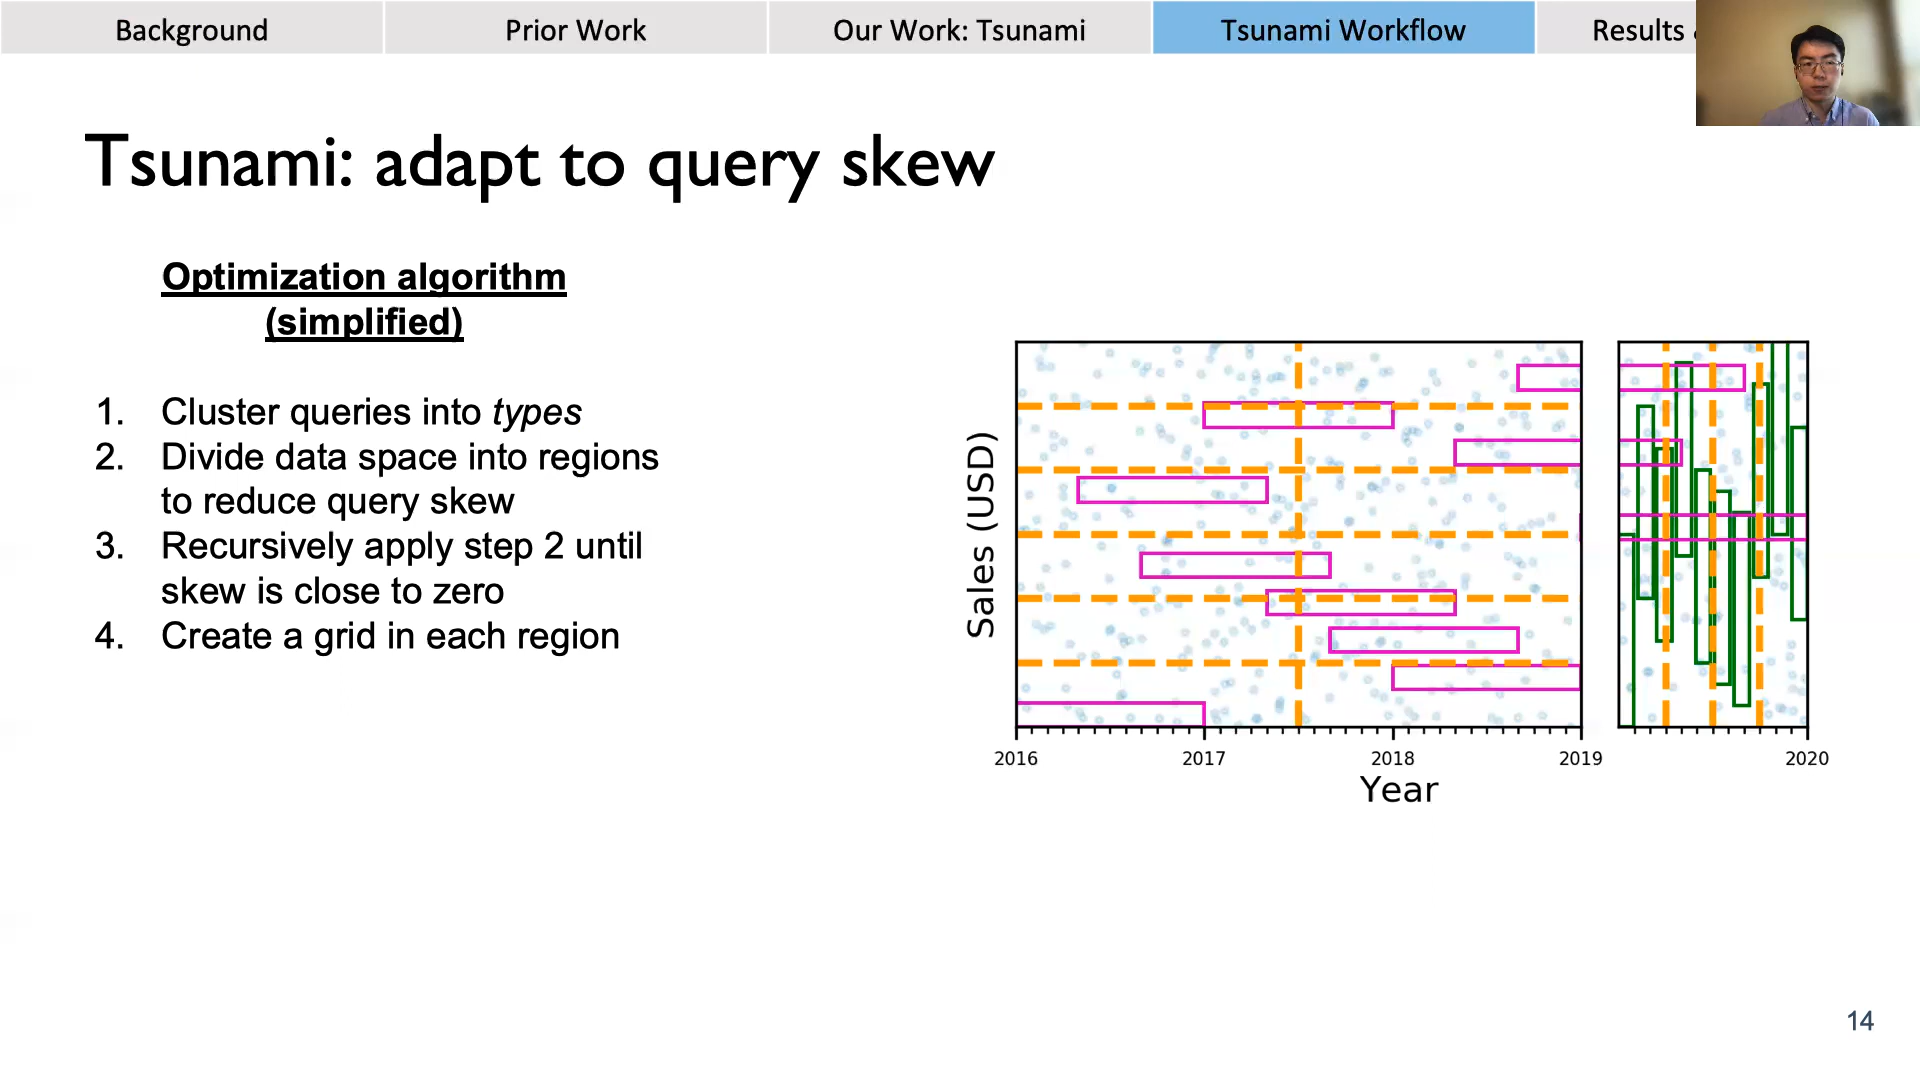 Background
Prior Work
Our Work: Tsunami
Tsunami Workflow
Results
Tsunami: adapt to query skew
Optimization algorithm
(simplified)
1. Cluster queries into types
2. Divide data space into regions
to reduce query skew
3. Recursively apply step 2 until
skew is close to zero
4. Create a grid in each region
Sales (USD)
2016
2017
2018
2019
2020
Year
14